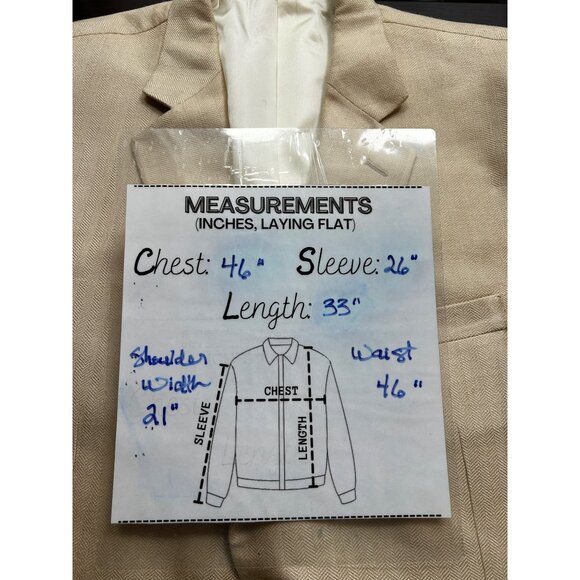 MEASUREMENTS
(INCHES, LAYING FLAT)
Chest: 46" Sleeve: 26"
Length: 33"
Shoulder
Width
21"
Waist
46"
CHEST
SLEEVE
LENGTH